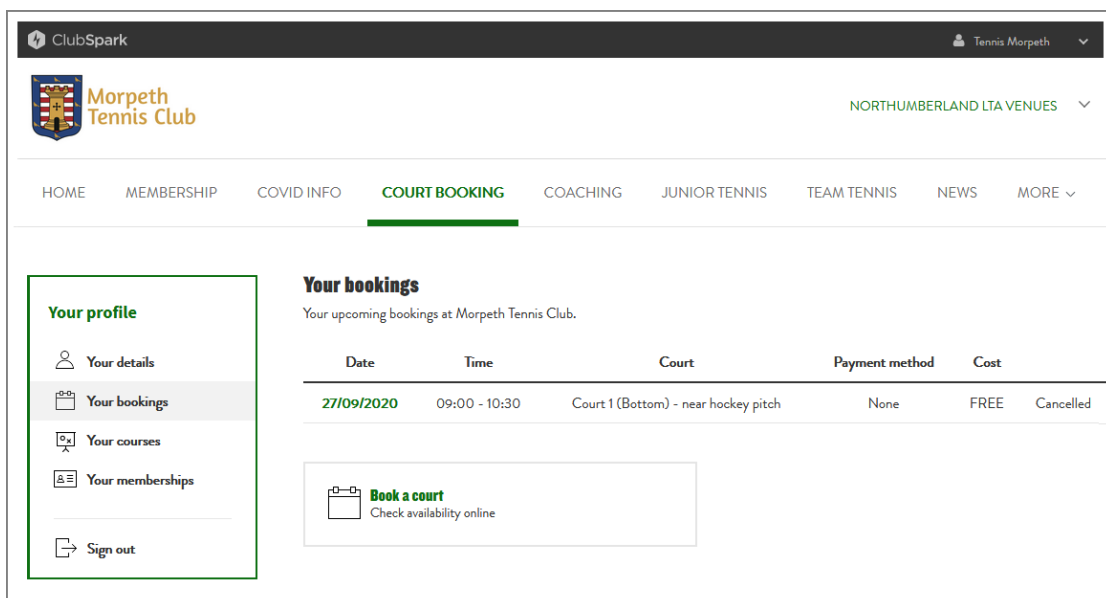 ClubSpark
Tennis Morpeth
Morpeth
Tennis Club
NORTHUMBERLAND LTA VENUES
HOME MEMBERSHIP COVID INFO COURT BOOKING COACHING JUNIOR TENNIS TEAM TENNIS NEWS MORE
Your profile
Your details
Your bookings
Your courses
Your memberships
Sign out
Your bookings
Your upcoming bookings at Morpeth Tennis Club.
Date Time Court Payment method Cost
27/09/2020 09:00 - 10:30 Court 1 (Bottom) - near hockey pitch None FREE Cancelled
Book a court
Check availability online